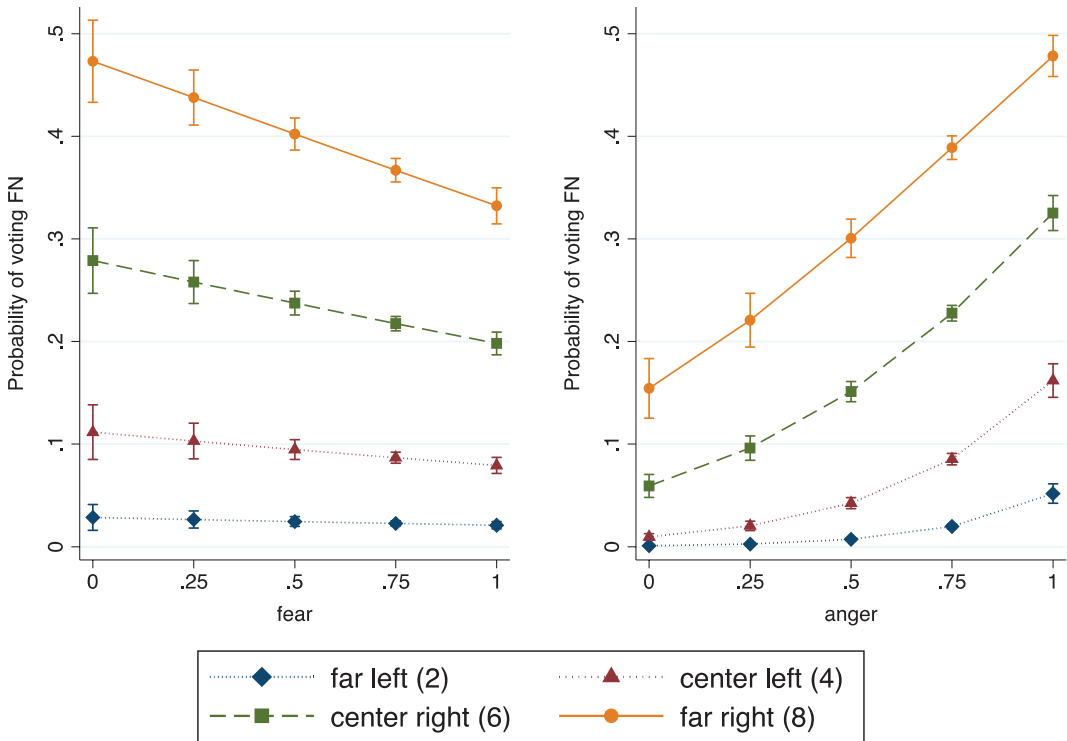 Probability of voting FN
.5
.4
.3
.2
.1
0
0 .25 .5 .75 1
fear
Probability of voting FN
.5
.4
.3
.2
.1
0
0 .25 .5 .75 1
anger
far left (2) center left (4)
center right (6) far right (8)